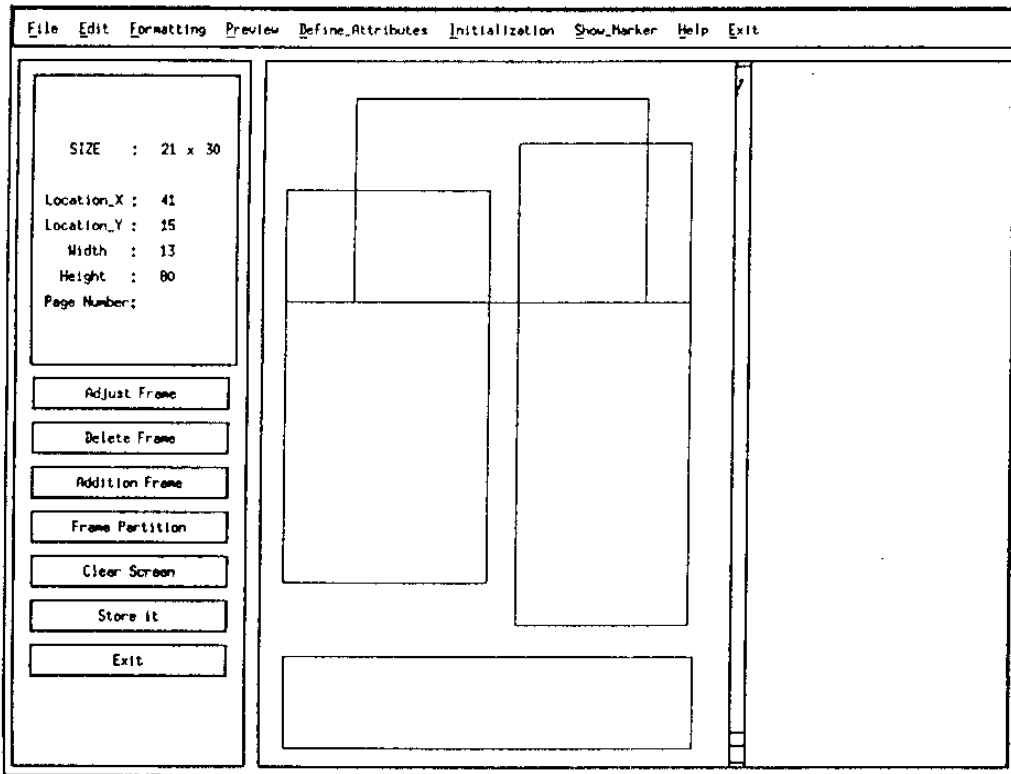 File Edit Formatting Preview Define_Attributes Initialization Show_Marker Help Exit
SIZE : 21 x 30
Location_X : 41
Location_Y : 15
Width : 13
Height : 80
Page Number:
Adjust Frame
Delete Frame
Addition Frame
Frame Partition
Clear Screen
Store it
Exit